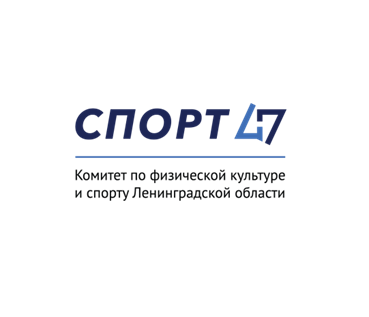 СПОРТ 47
Комитет по физической культуре
и спорту Ленинградской области